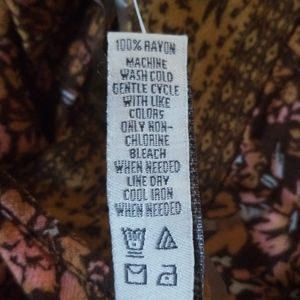 100% RAYON
MACHINE
WASH COLD
GENTLE CYCLE
WITH LIKE
COLORS
ONLY NON-
CHLORINE
BLEACH
WHEN NEEDED
LINE DRY
COOL IRON
WHEN NEEDED